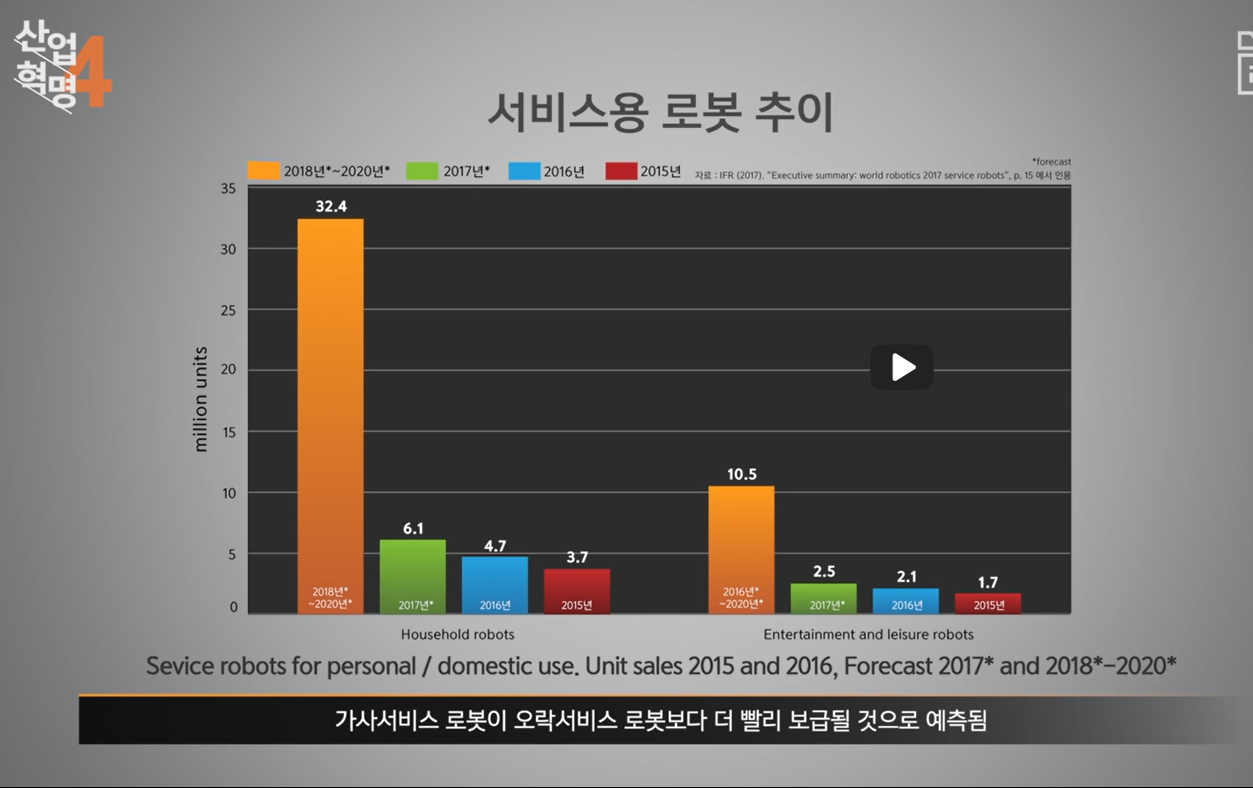 산업
혁명 4
서비스용 로봇 추이
*forecast
2018년*~2020년* 2017년* 2016년 2015년
자료 : IFR (2017). "Executive summary: world robotics 2017 service robots", p. 15 에서 인용
35
30
25
20
15
10
5
0
million units
32.4
6.1
4.7
3.7
2018년*
~2020년*
2017년*
2016년
2015년
10.5
2.5
2.1
1.7
2016년*
~2020년*
2017년*
2016년
2015년
Household robots
Entertainment and leisure robots
Sevice robots for personal / domestic use. Unit sales 2015 and 2016, Forecast 2017* and 2018*-2020*
가사서비스 로봇이 오락서비스 로봇보다 더 빨리 보급될 것으로 예측됨